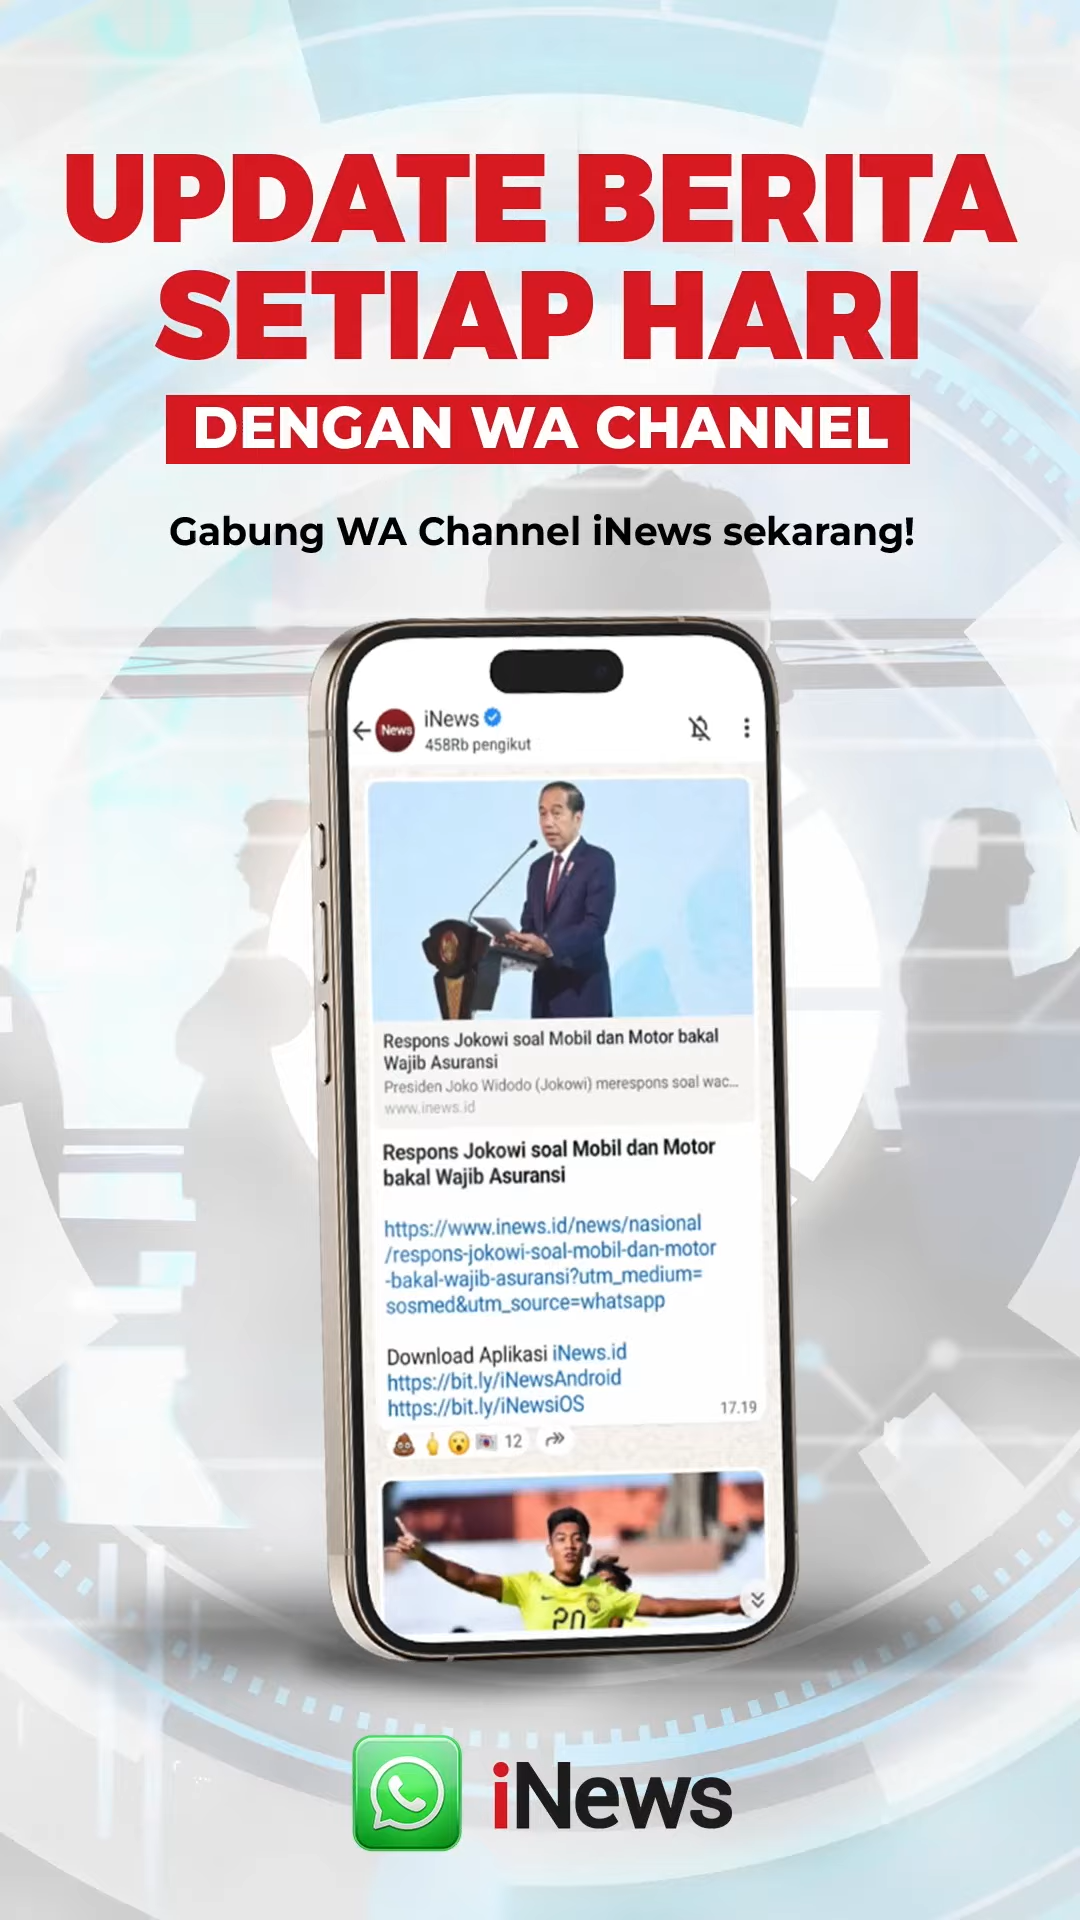 UPDATE BERITA
SETIAP HARI
DENGAN WA CHANNEL
Gabung WA Channel iNews sekarang!
News
iNews
458Rb pengikut
Respons Jokowi soal Mobil dan Motor bakal
Wajib Asuransi
Presiden Joko Widodo (Jokowi) merespons soal wac...
www.inews.id
Respons Jokowi soal Mobil dan Motor
bakal Wajib Asuransi
https://www.inews.id/news/nasional
/respons-jokowi-soal-mobil-dan-motor
-bakal-wajib-asuransi?utm_medium=
sosmed&utm_source=whatsapp
Download Aplikasi iNews.id
https://bit.ly/iNewsAndroid
https://bit.ly/iNewsiOS
17.19
12
20
iNews